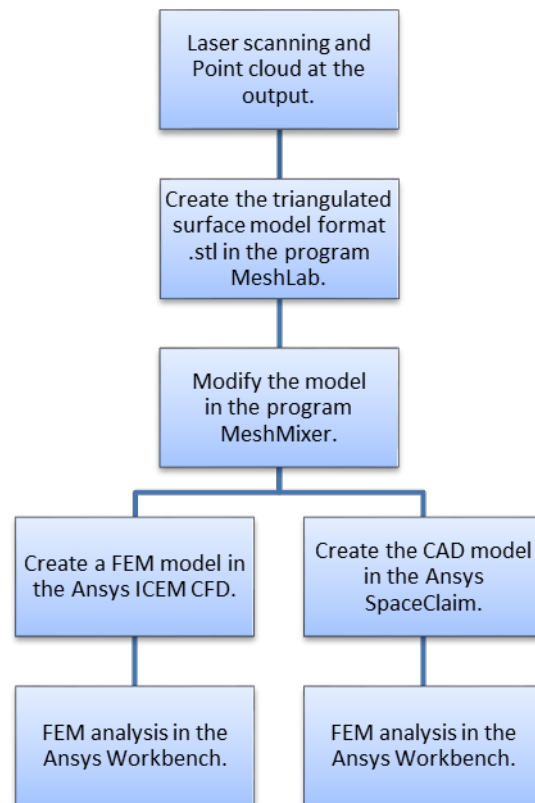 Laser scanning and
Point cloud at the
output.
Create the triangulated
surface model format
.stl in the program
MeshLab.
Modify the model
in the program
MeshMixer.
Create a FEM model in
the Ansys ICEM CFD.
Create the CAD model
in the Ansys
SpaceClaim.
FEM analysis in the
Ansys Workbench.
FEM analysis in the
Ansys Workbench.